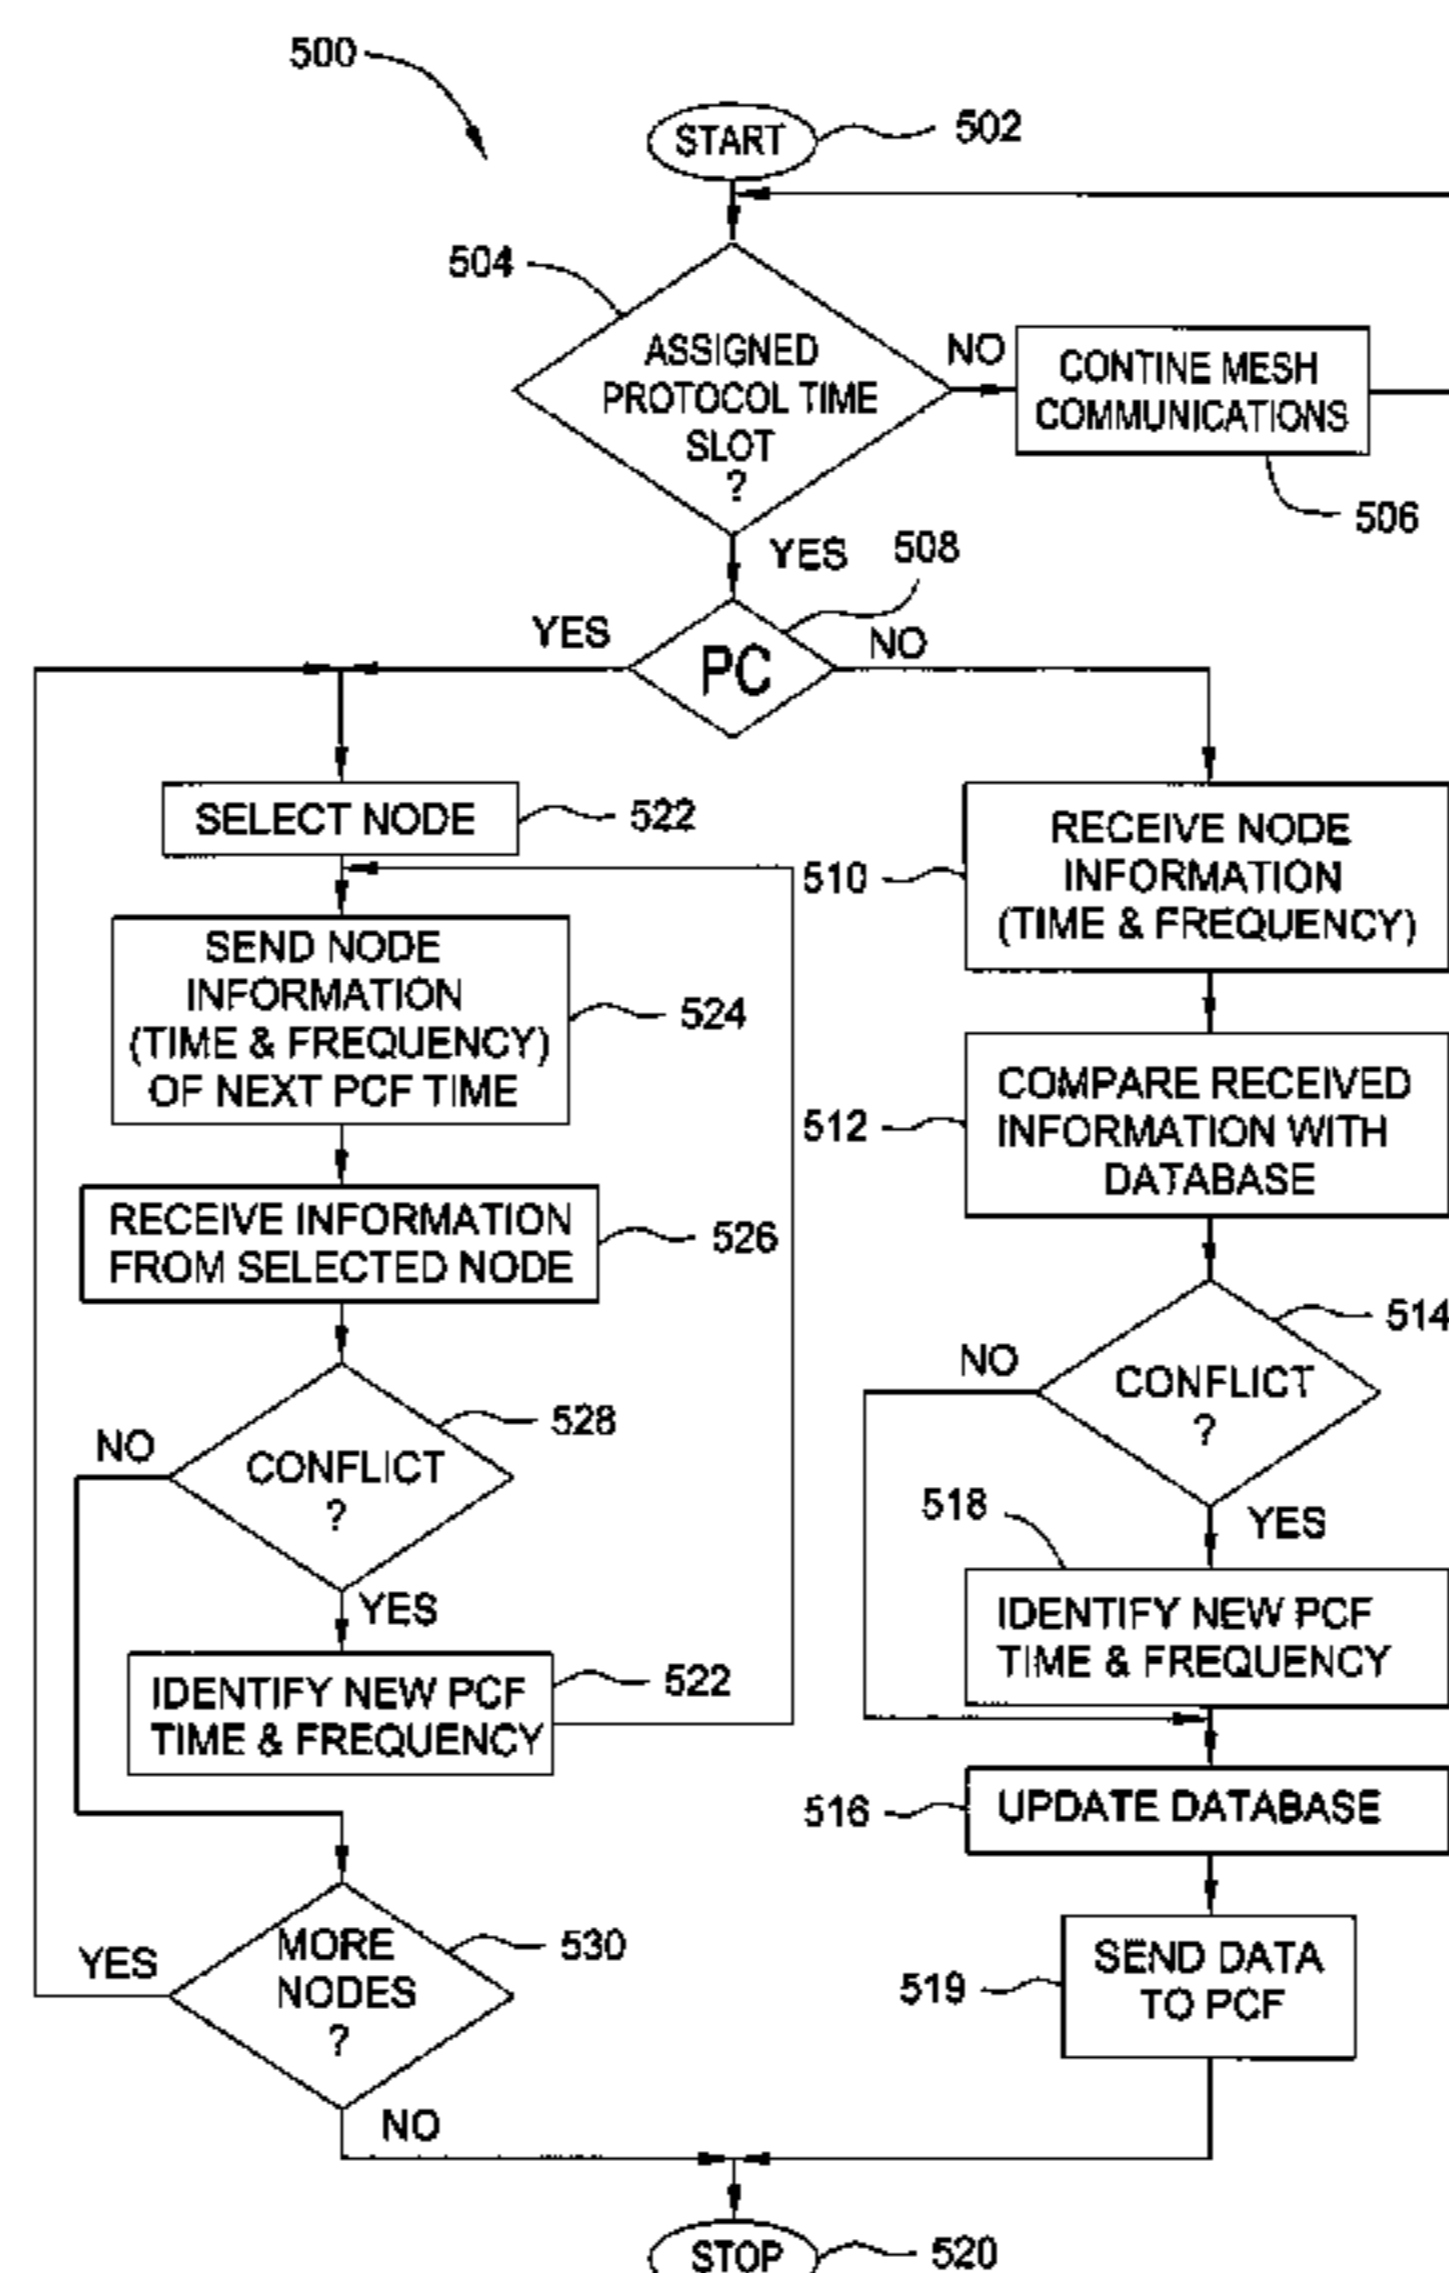 500
START
502
504
ASSIGNED
PROTOCOL TIME
SLOT
?
NO
CONTINE MESH
COMMUNICATIONS
506
YES
508
YES
PC
NO
SELECT NODE
522
SEND NODE
INFORMATION
(TIME & FREQUENCY)
OF NEXT PCF TIME
524
RECEIVE INFORMATION
FROM SELECTED NODE
526
528
NO
CONFLICT
?
YES
IDENTIFY NEW PCF
TIME & FREQUENCY
522
YES
MORE
NODES
?
530
NO
510
RECEIVE NODE
INFORMATION
(TIME & FREQUENCY)
512
COMPARE RECEIVED
INFORMATION WITH
DATABASE
514
NO
CONFLICT
?
518
YES
IDENTIFY NEW PCF
TIME & FREQUENCY
516
UPDATE DATABASE
519
SEND DATA
TO PCF
STOP
520